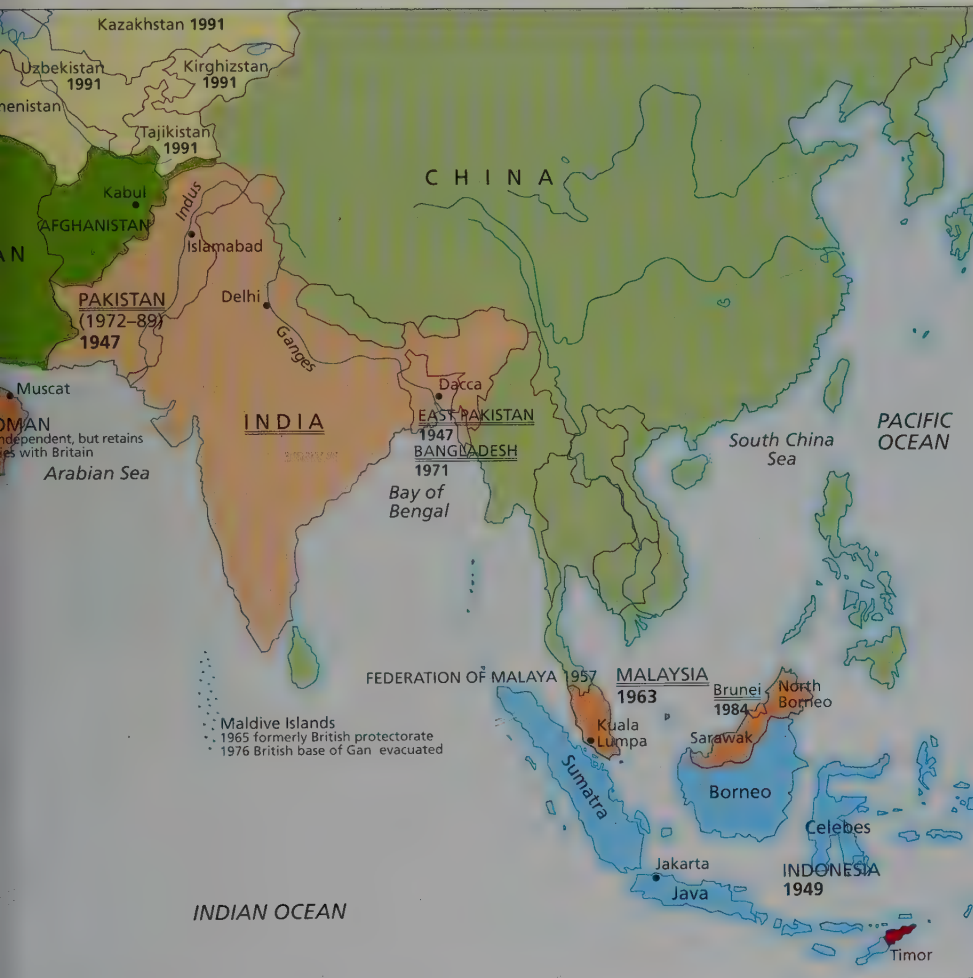 Kazakhstan 1991
Uzbekistan
1991
Kirghizstan
1991
menistan
Tajikistan
1991
CHINA
Kabul
Indus
AFGHANISTAN
AN
Islamabad
PAKISTAN
(1972–89)
1947
Delhi
Ganges
Muscat
OMAN
ndependent, but retains
es with Britain
Arabian Sea
INDIA
Dacca
EAST PAKISTAN
1947
BANGLADESH
1971
Bay of
Bengal
South China
Sea
PACIFIC
OCEAN
FEDERATION OF MALAYA 1957
MALAYSIA
1963
Brunei
1984
North
Borneo
Maldive Islands
1965 formerly British protectorate
1976 British base of Gan evacuated
Kuala
Lumpa
Sarawak
Sumatra
Borneo
Celebes
Jakarta
Java
INDONESIA
1949
INDIAN OCEAN
Timor